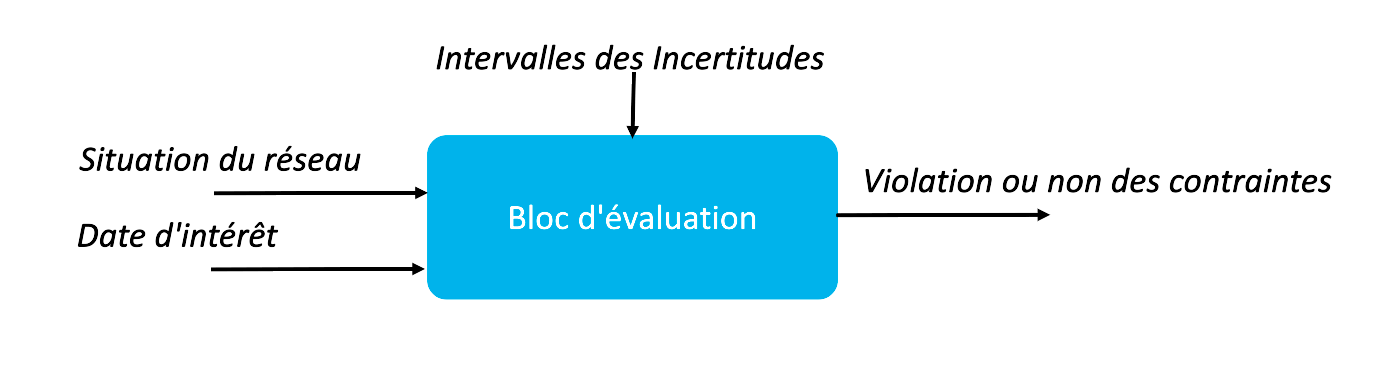 Intervalles des Incertitudes
Situation du réseau
Date d'intérêt
Bloc d'évaluation
Violation ou non des contraintes